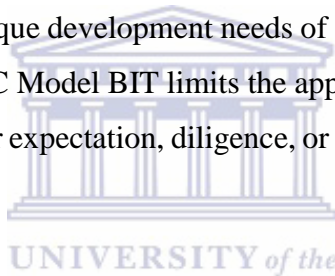 que development needs of
C Model BIT limits the app
r expectation, diligence, or
UNIVERSITY of the